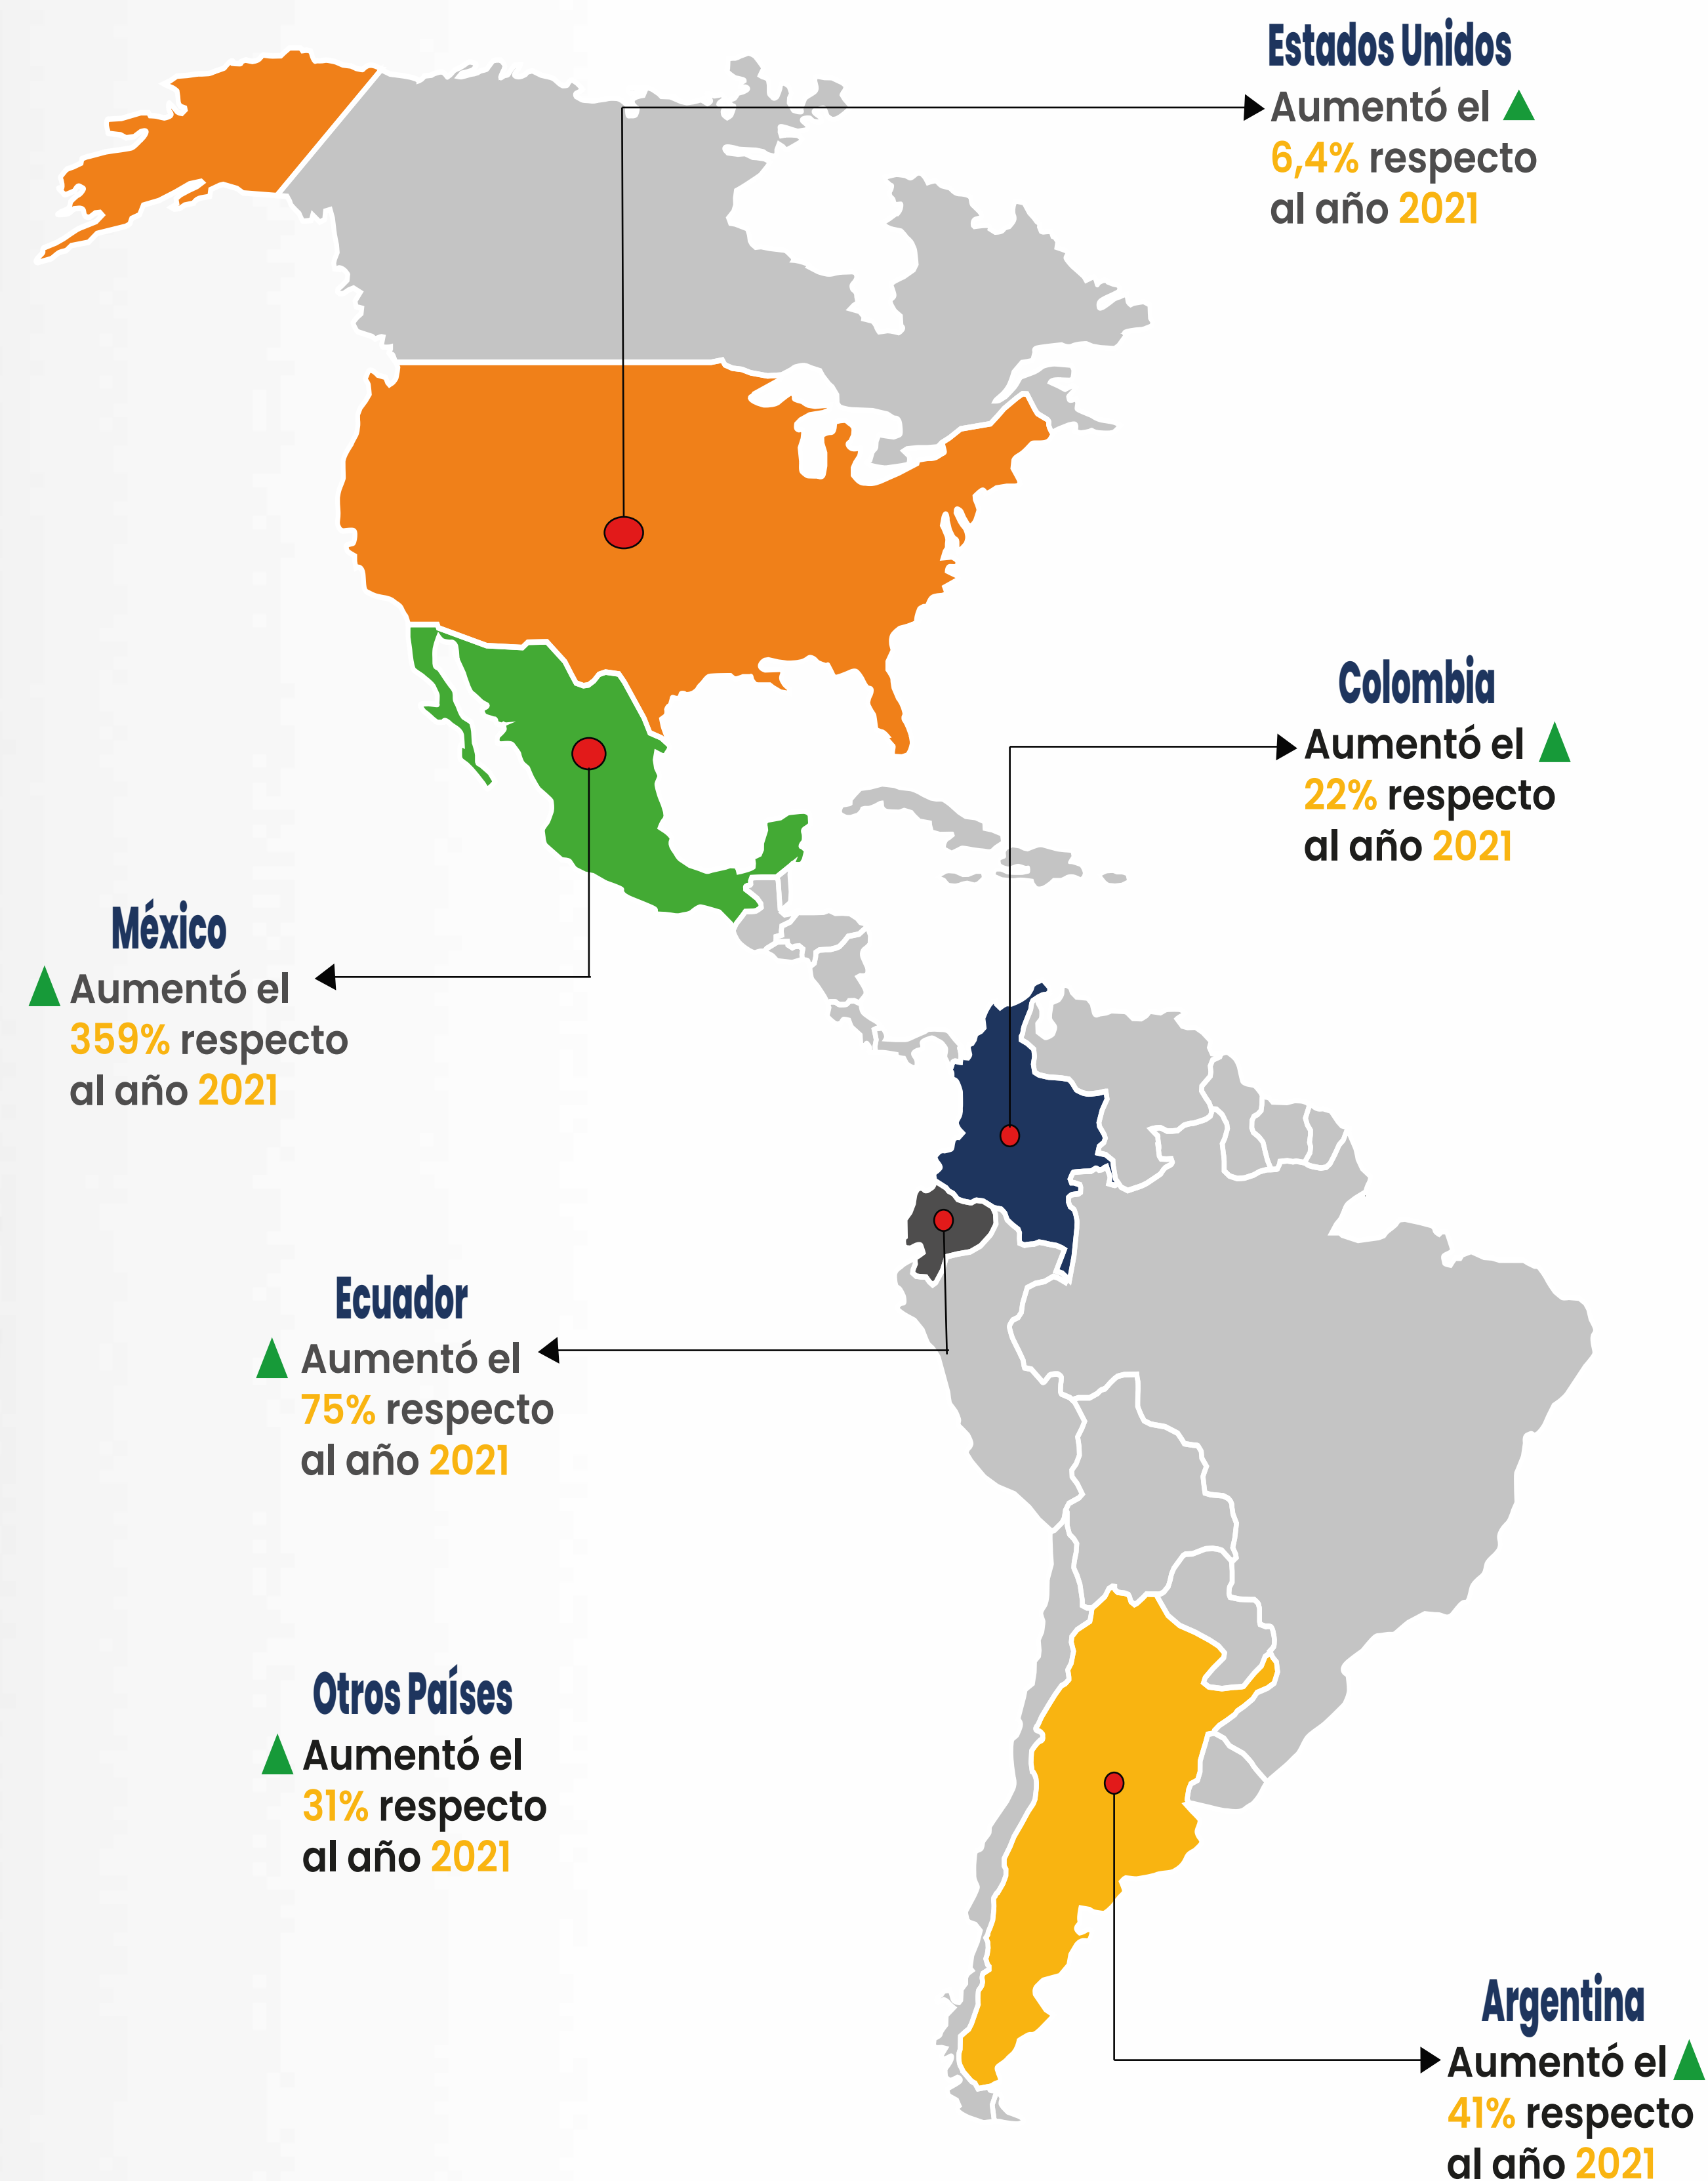 Estados Unidos
Aumentó el
6,4% respecto
al año 2021
Colombia
Aumentó el
22% respecto
al año 2021
México
Aumentó el
359% respecto
al año 2021
Ecuador
Aumentó el
75% respecto
al año 2021
Otros Países
Aumentó el
31% respecto
al año 2021
Argentina
Aumentó el
41% respecto
al año 2021